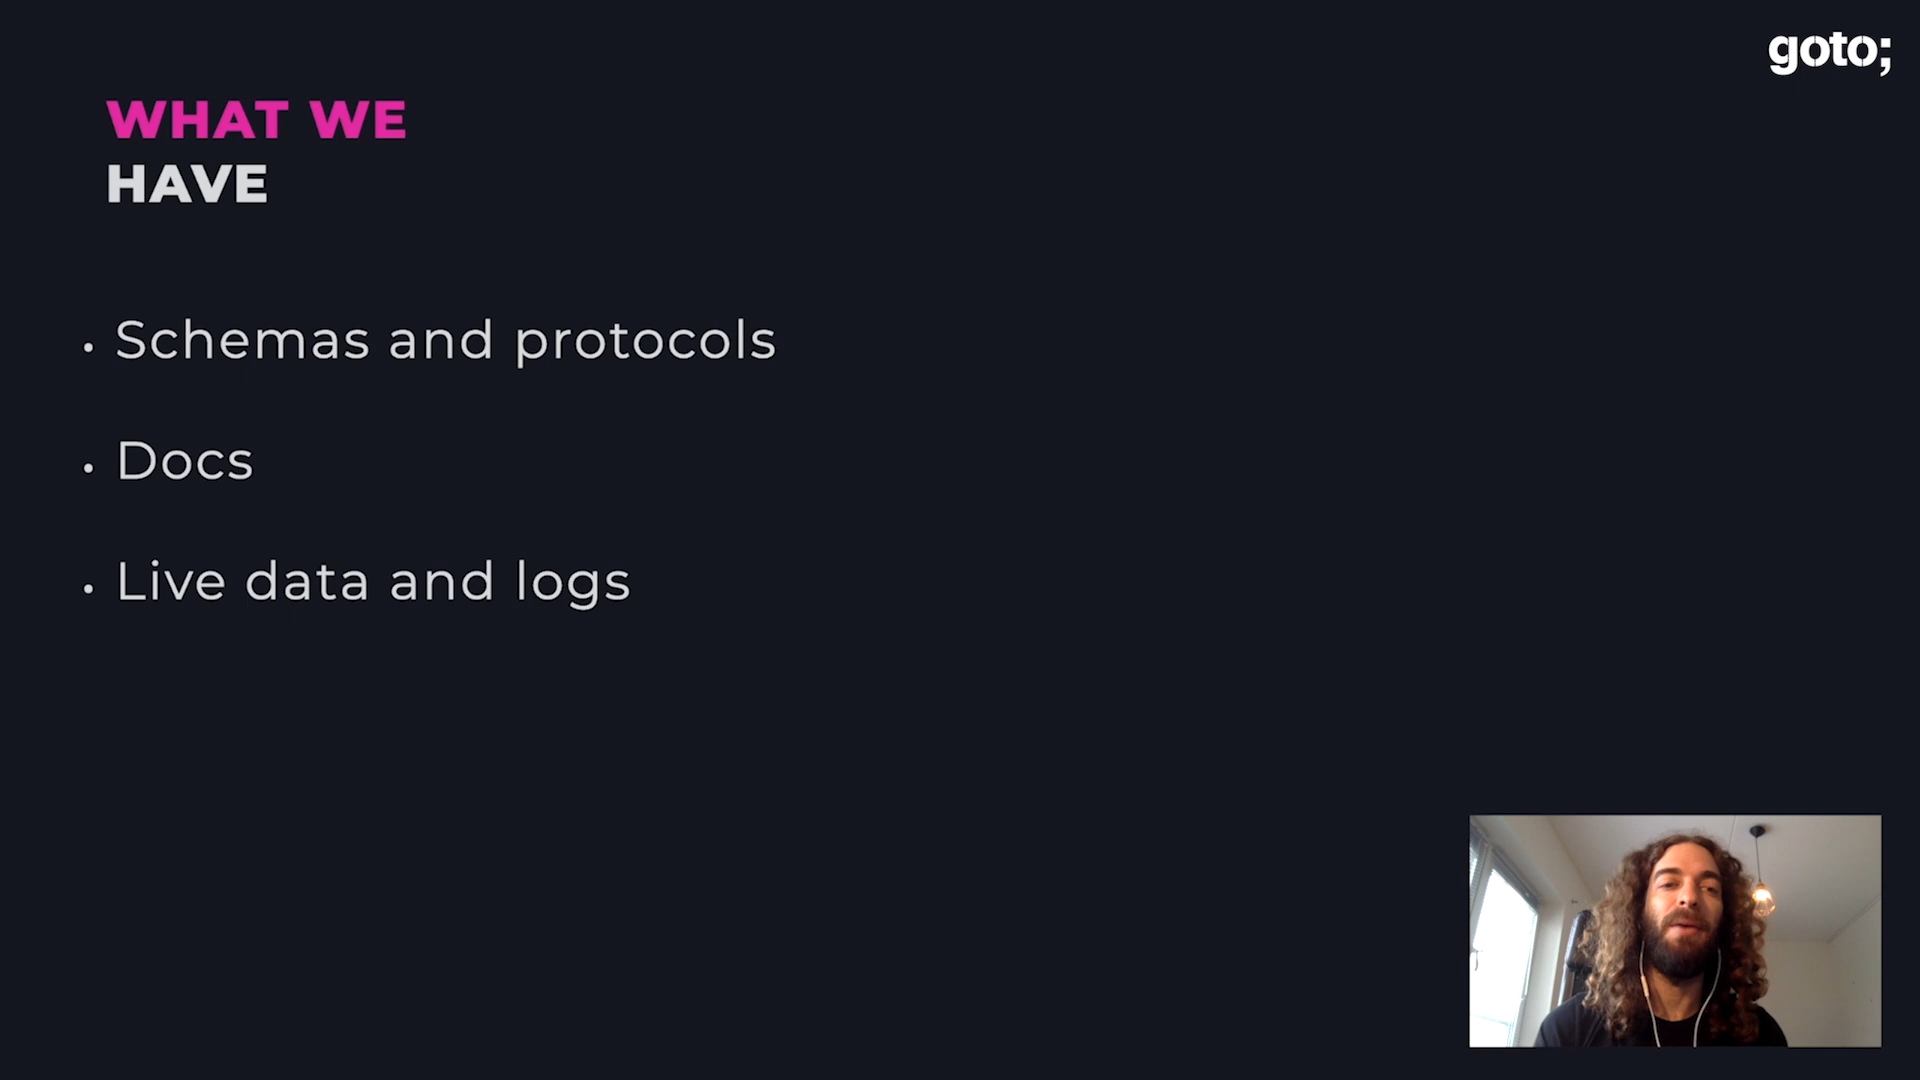 goto;
WHAT WE
HAVE
• Schemas and protocols
• Docs
• Live data and logs